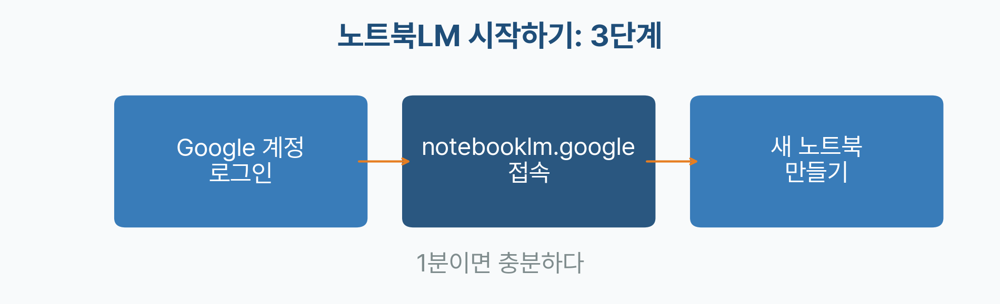 노트북LM 시작하기: 3단계
Google 계정
로그인
notebooklm.google
접속
새 노트북
만들기
1분이면 충분하다